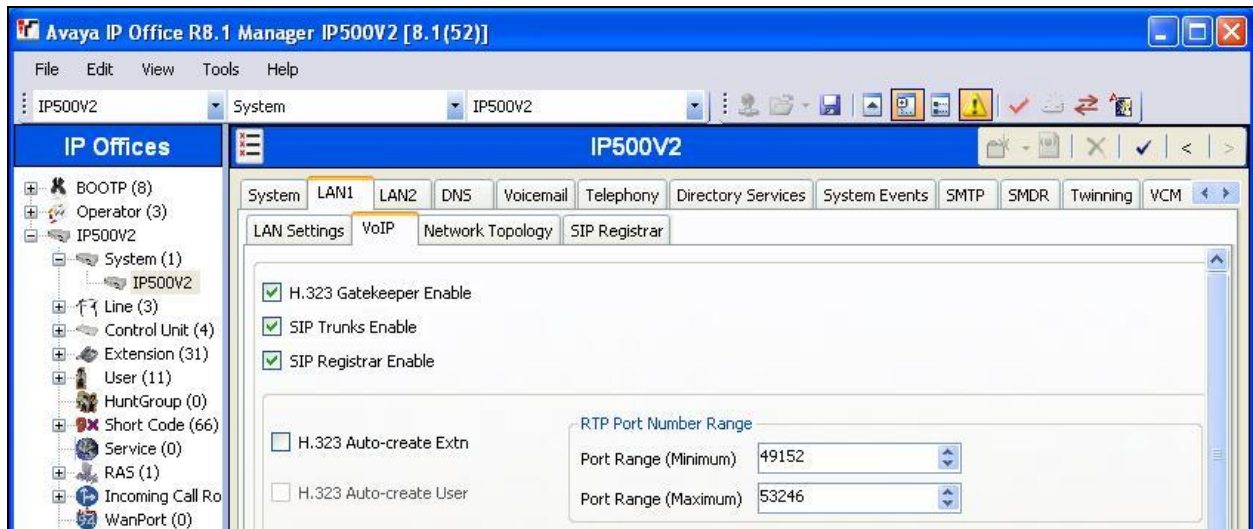 Avaya IP Office R8.1 Manager IP500V2 [8.1(52)]
File Edit View Tools Help
IP500V2 System IP500V2
IP Offices
BOOTP (8)
Operator (3)
IP500V2
System (1)
IP500V2
Line (3)
Control Unit (4)
Extension (31)
User (11)
HuntGroup (0)
Short Code (66)
Service (0)
RAS (1)
Incoming Call Ro
WanPort (0)
IP500V2
System LAN1 LAN2 DNS Voicemail Telephony Directory Services System Events SMTP SMDR Twinning VCM
LAN Settings VoIP Network Topology SIP Registrar
H.323 Gatekeeper Enable
SIP Trunks Enable
SIP Registrar Enable
H.323 Auto-create Extn
H.323 Auto-create User
RTP Port Number Range
Port Range (Minimum) 49152
Port Range (Maximum) 53246